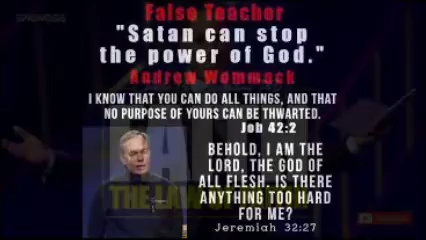 False Teacher
"Satan can stop
the power of God."
Andrew Wommack
I KNOW THAT YOU CAN DO ALL THINGS, AND THAT
NO PURPOSE OF YOURS CAN BE THWARTED.
Job 42:2
BEHOLD, I AM THE
LORD, THE GOD OF
ALL FLESH. IS THERE
ANYTHING TOO HARD
FOR ME?
Jeremiah 32:27